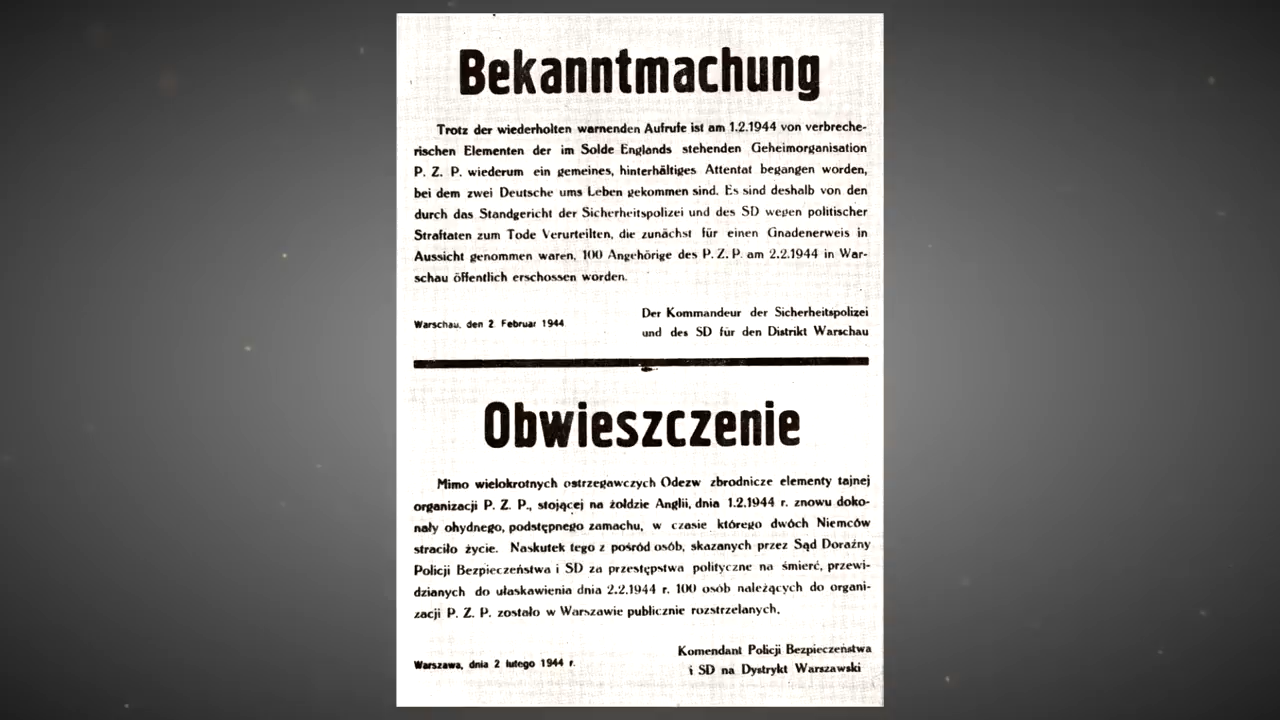 Bekanntmachung
Trotz der wiederholten warnenden Aufrufe ist am 1.2.1944 von verbreche-
rischen Elementen der im Solde Englands stehenden Geheimorganisation
P. Z. P. wiederum ein gemeines, hinterhältiges Attentat begangen worden,
bei dem zwei Deutsche ums Leben gekommen sind. Es sind deshalb von den
durch das Standgericht der Sicherheitspolizei und des SD wegen politischer
Straftaten zum Tode Verurteilten, die zunächst für einen Gnadenerweis in
Aussicht genommen waren, 100 Angehörige des P. Z. P. am 2.2.1944 in War-
schau öffentlich erschossen worden.
Warschau, den 2. Februar 1944.
Der Kommandeur der Sicherheitspolizei
und des SD für den Distrikt Warschau
Obwieszczenie
Mimo wielokrotnych ostrzegawczych Odezw zbrodnicze elementy tajnej
organizacji P. Z. P., stojącej na żołdzie Anglii, dnia 1.2.1944 r. znowu doko-
nały ohydnego, podstępnego zamachu, w czasie którego dwóch Niemców
straciło życie. Naskutek tego z pośród osób, skazanych przez Sąd Doraźny
Policji Bezpieczeństwa i SD za przestępstwa polityczne na śmierć, przewi-
dzianych do ułaskawienia dnia 2.2.1944 r. 100 osób należących do organi-
zacji P. Z. P. zostało w Warszawie publicznie rozstrzelanych.
Warszawa, dnia 2 lutego 1944 r.
Komendant Policji Bezpieczeństwa
i SD na Dystrykt Warszawski